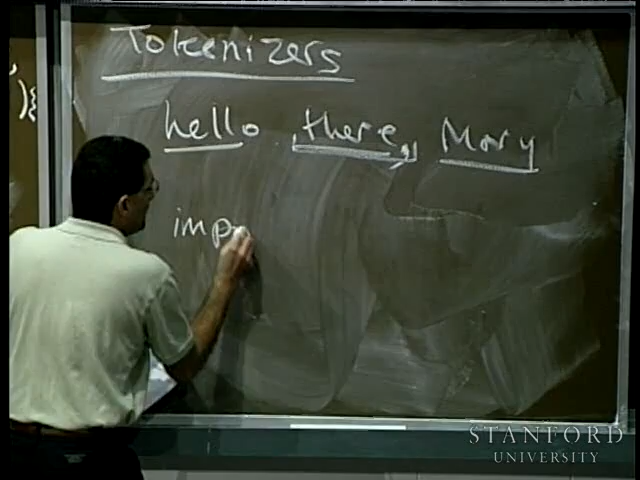 Tokenizers
hello there, Mary
imp
STANFORD
UNIVERSITY